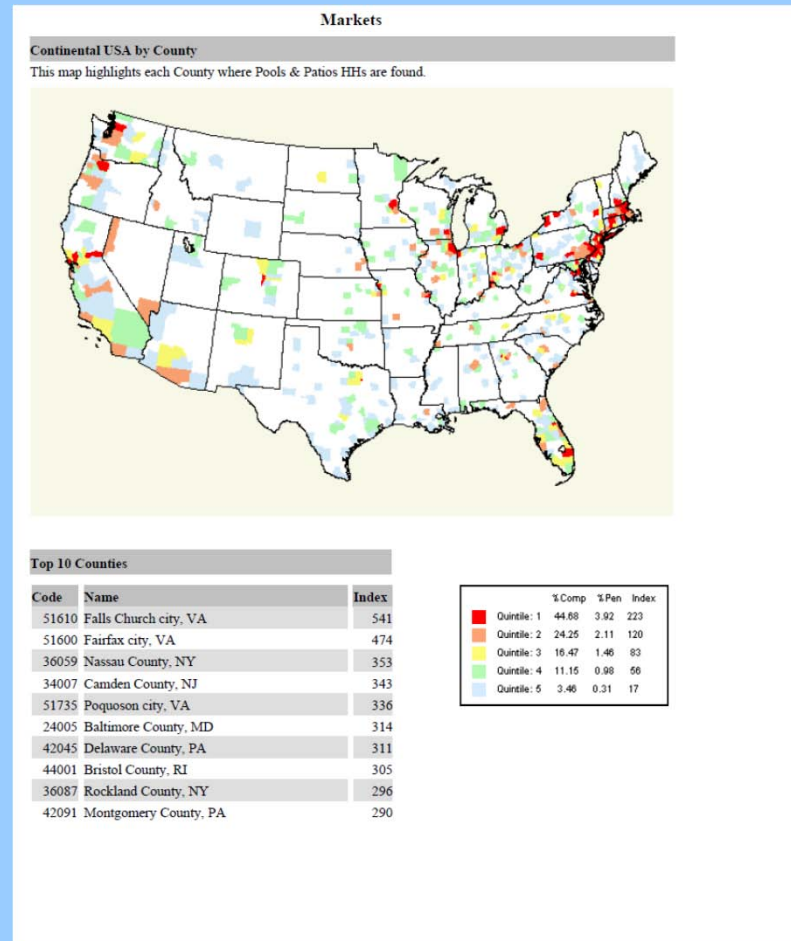 Markets
Continental USA by County
This map highlights each County where Pools & Patios HHs are found.
Top 10 Counties
Code Name Index
51610 Falls Church city, VA 541
51600 Fairfax city, VA 474
36059 Nassau County, NY 353
34007 Camden County, NJ 343
51735 Poquoson city, VA 336
24005 Baltimore County, MD 314
42045 Delaware County, PA 311
44001 Bristol County, RI 305
36087 Rockland County, NY 296
42091 Montgomery County, PA 290
%Comp %Pen Index
Quintile: 1 44.68 3.92 223
Quintile: 2 24.25 2.11 120
Quintile: 3 16.47 1.46 83
Quintile: 4 11.15 0.98 56
Quintile: 5 3.46 0.31 17